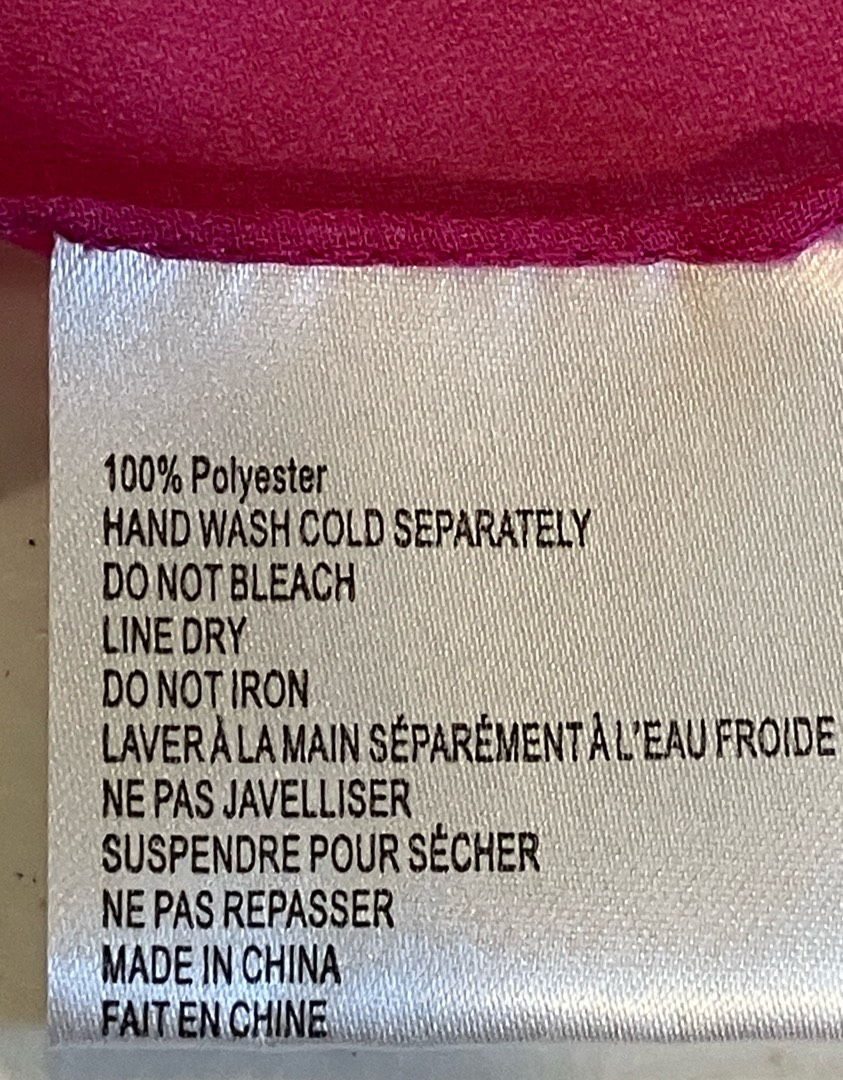 100% Polyester
HAND WASH COLD SEPARATELY
DO NOT BLEACH
LINE DRY
DO NOT IRON
LAVER À LA MAIN SÉPARÉMENT À L'EAU FROIDE
NE PAS JAVELLISER
SUSPENDRE POUR SÉCHER
NE PAS REPASSER
MADE IN CHINA
FAIT EN CHINE